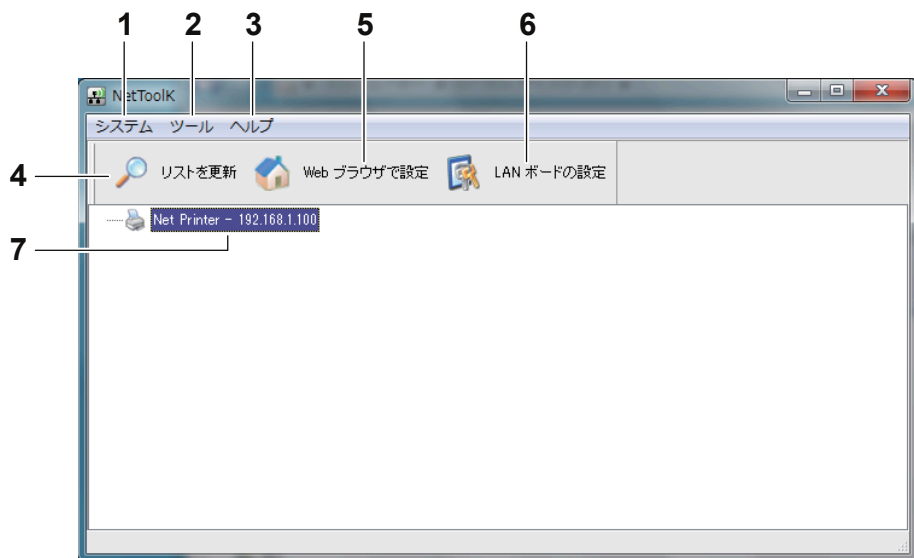 1 2 3 5 6
NetToolK
システム ツール ヘルプ
4 リストを更新 Web ブラウザで設定 LAN ボードの設定
Net Printer - 192.168.1.100
7